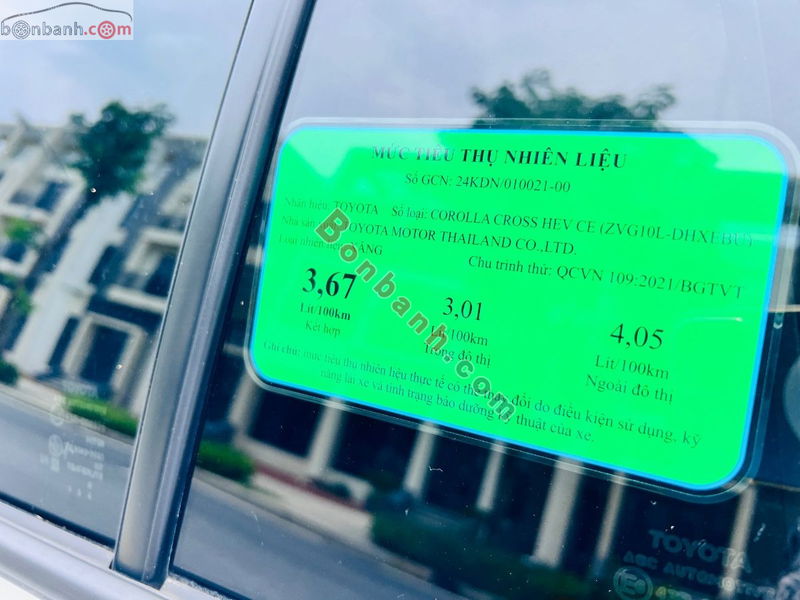 bonbanh.com
MỨC TIÊU THỤ NHIÊN LIỆU
Số GCN: 24KDN/010021-00
Nhãn hiệu: TOYOTA Số loại: COROLLA CROSS HEV CE (ZVG10L-DHXEBU)
Nhà sản TOYOTA MOTOR THAILAND CO.,LTD.
Loại nhiên liệu: XĂNG Chu trình thử: QCVN 109:2021/BGTVT
3,67 3,01 4,05
Lít/100km Lít/100km Lít/100km
Kết hợp Trong đô thị Ngoài đô thị
Ghi chú: mức tiêu thụ nhiên liệu thực tế có thể thay đổi do điều kiện sử dụng, kỹ
năng lái xe và tình trạng bảo dưỡng kỹ thuật của xe.
Bonbanh.com
TOYOTA
TOYOTA
AGC AUTOMOTIVE